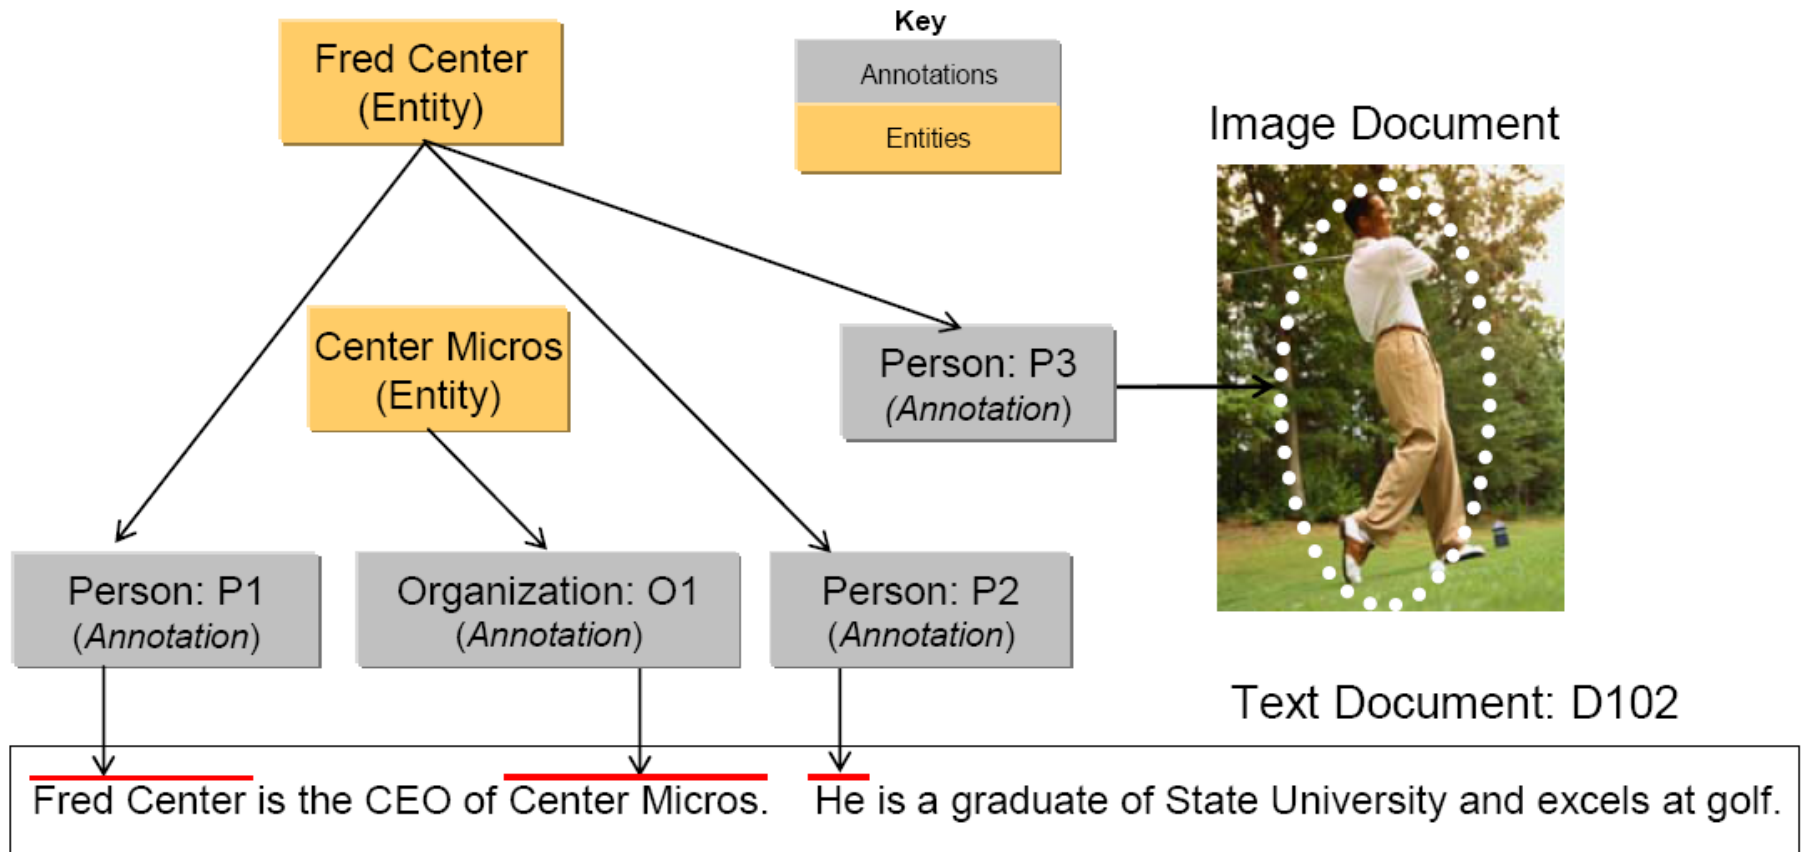 Key
Annotations
Entities
Fred Center
(Entity)
Image Document
Center Micros
(Entity)
Person: P3
(Annotation)
Person: P1
(Annotation)
Organization: O1
(Annotation)
Person: P2
(Annotation)
Text Document: D102
Fred Center is the CEO of Center Micros. He is a graduate of State University and excels at golf.